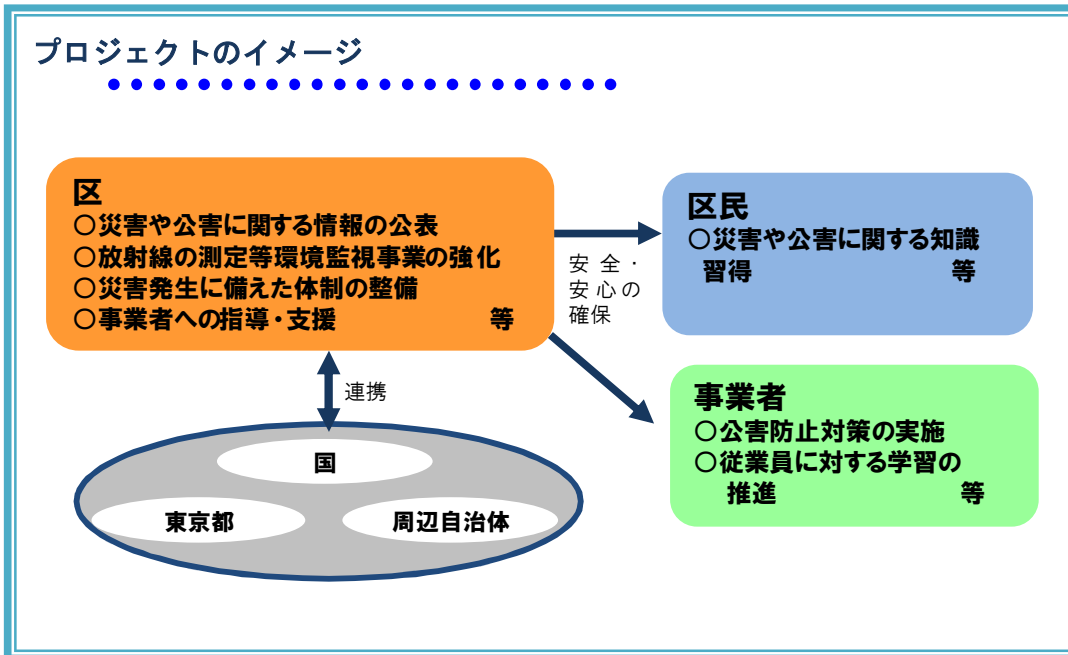 プロジェクトのイメージ
区
○災害や公害に関する情報の公表
○放射線の測定等環境監視事業の強化
○災害発生に備えた体制の整備
○事業者への指導・支援 等
安全・
安心の
確保
区民
○災害や公害に関する知識
習得 等
事業者
○公害防止対策の実施
○従業員に対する学習の
推進 等
連携
国
東京都
周辺自治体